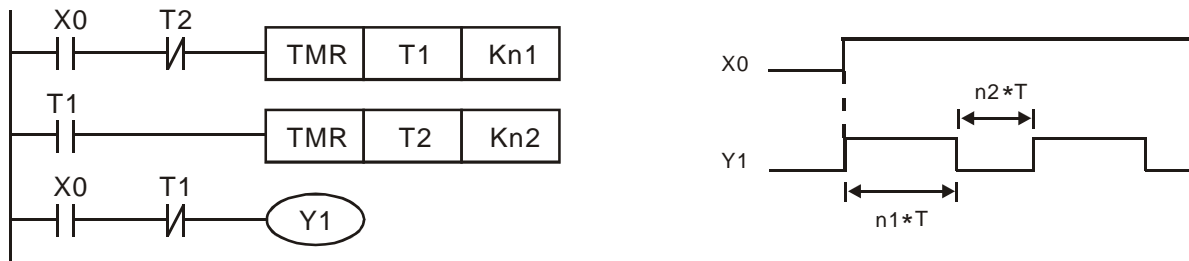 X0 T2
TMR T1 Kn1
T1
TMR T2 Kn2
X0 T1
Y1
X0
n2*T
Y1
n1*T